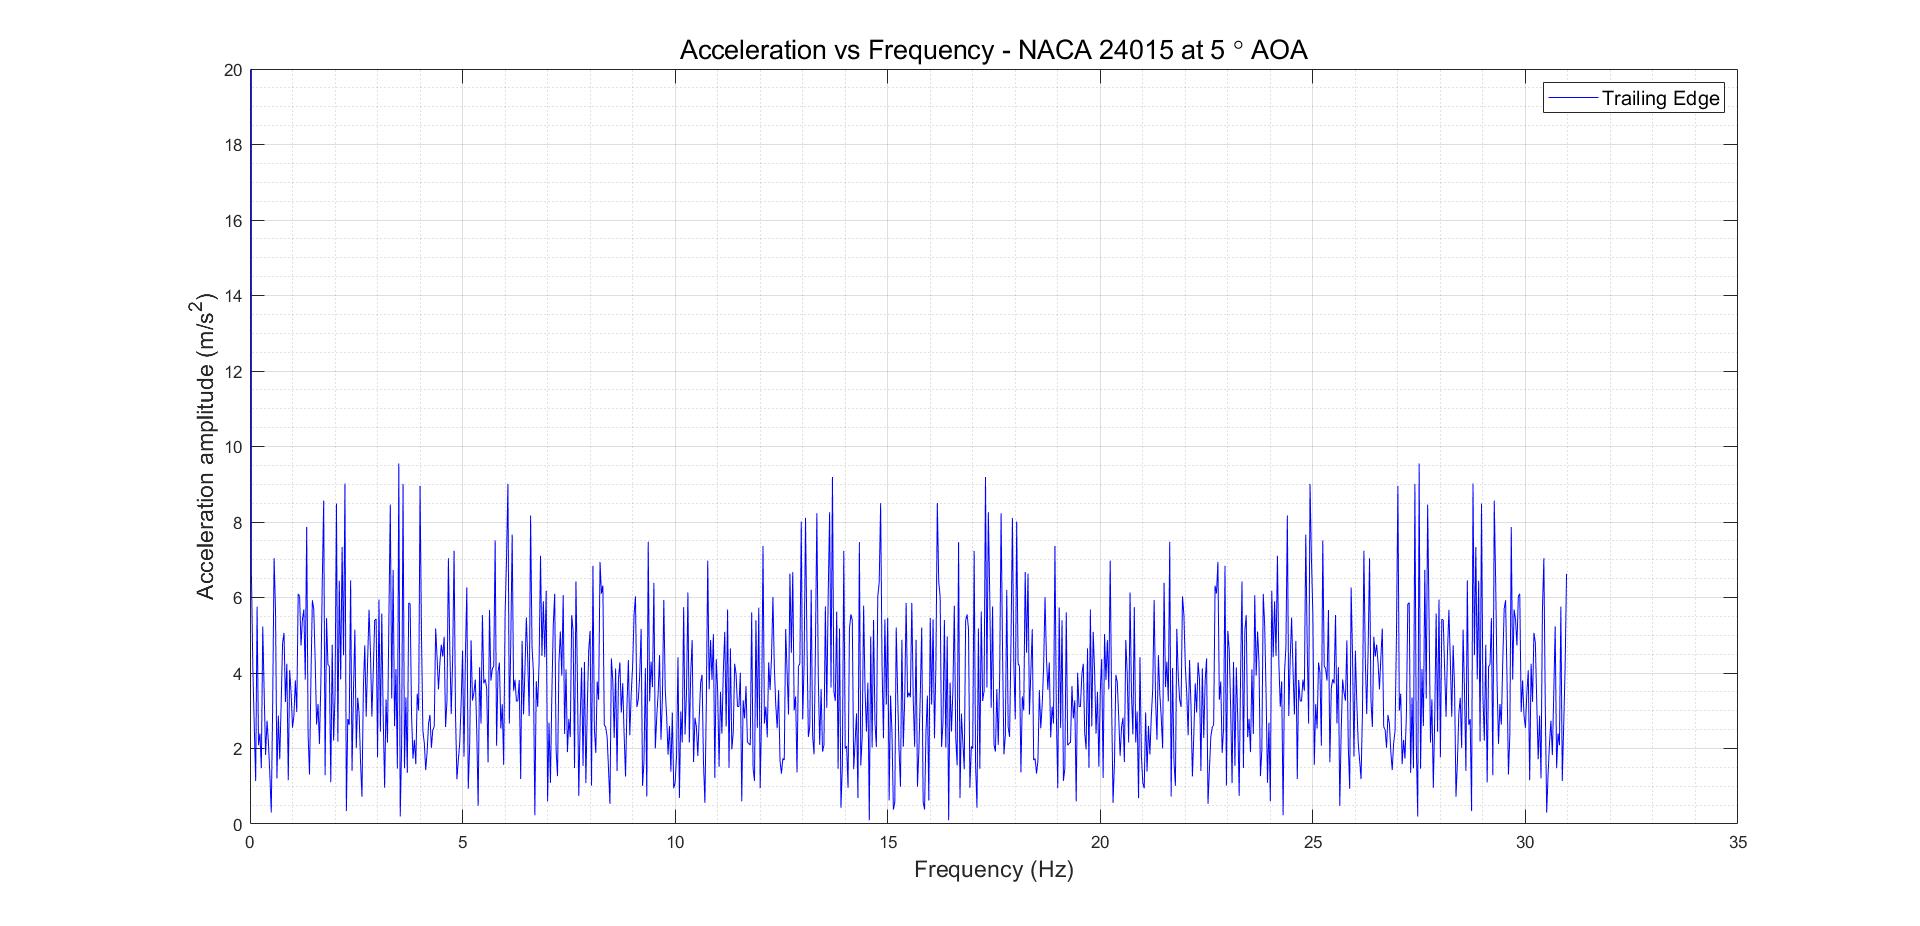 Acceleration vs Frequency - NACA 24015 at 5 ° AOA
Trailing Edge
Acceleration amplitude (m/s²)
20
18
16
14
12
10
8
6
4
2
0
0 5 10 15 20 25 30 35
Frequency (Hz)